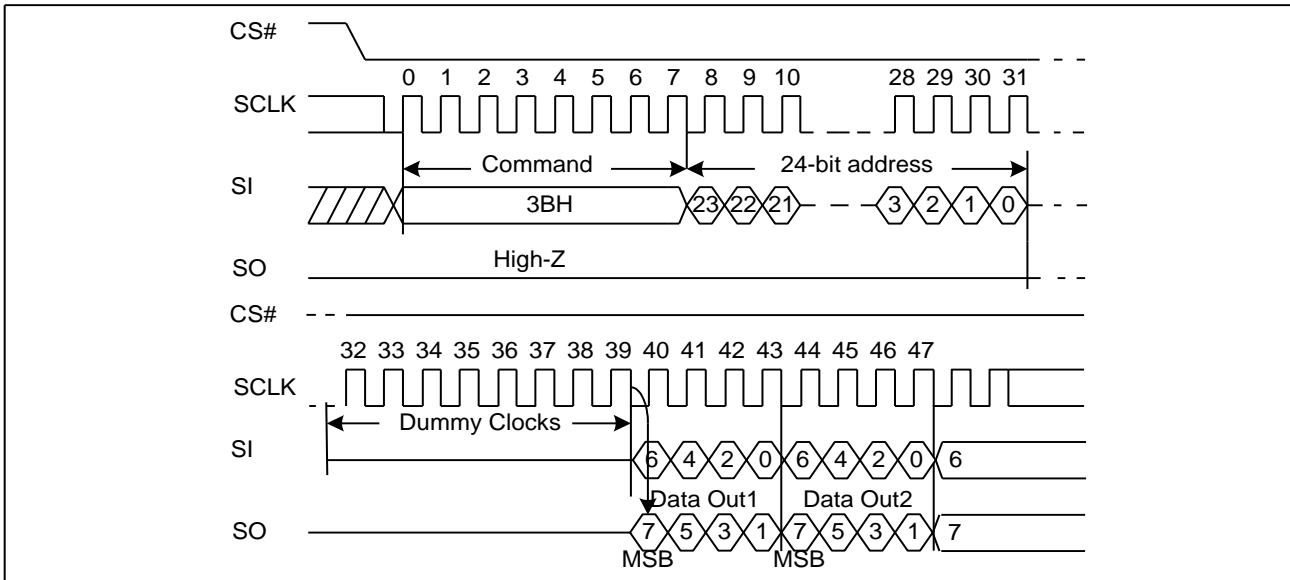 CS#
0 1 2 3 4 5 6 7 8 9 10 28 29 30 31
SCLK
Command 24-bit address
SI
3BH 23 22 21 3 2 1 0
High-Z
SO
CS#
32 33 34 35 36 37 38 39 40 41 42 43 44 45 46 47
SCLK
Dummy Clocks
SI
6 4 2 0 6 4 2 0 6
Data Out1 Data Out2
SO
7 5 3 1 7 5 3 1 7
MSB MSB